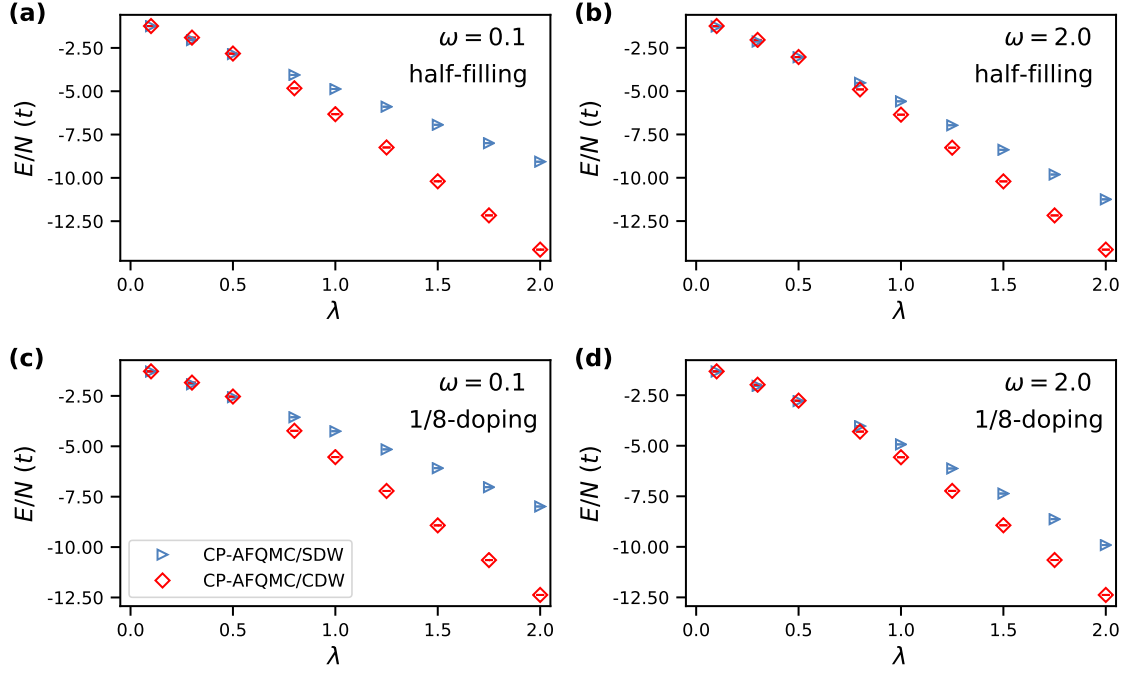 (a)
ω = 0.1
half-filling
-2.50
-5.00
-7.50
-10.00
-12.50
E/N (t)
0.0 0.5 1.0 1.5 2.0
λ
(b)
ω = 2.0
half-filling
-2.50
-5.00
-7.50
-10.00
-12.50
E/N (t)
0.0 0.5 1.0 1.5 2.0
λ
(c)
ω = 0.1
1/8-doping
-2.50
-5.00
-7.50
-10.00
-12.50
E/N (t)
CP-AFQMC/SDW
CP-AFQMC/CDW
0.0 0.5 1.0 1.5 2.0
λ
(d)
ω = 2.0
1/8-doping
-2.50
-5.00
-7.50
-10.00
-12.50
E/N (t)
0.0 0.5 1.0 1.5 2.0
λ